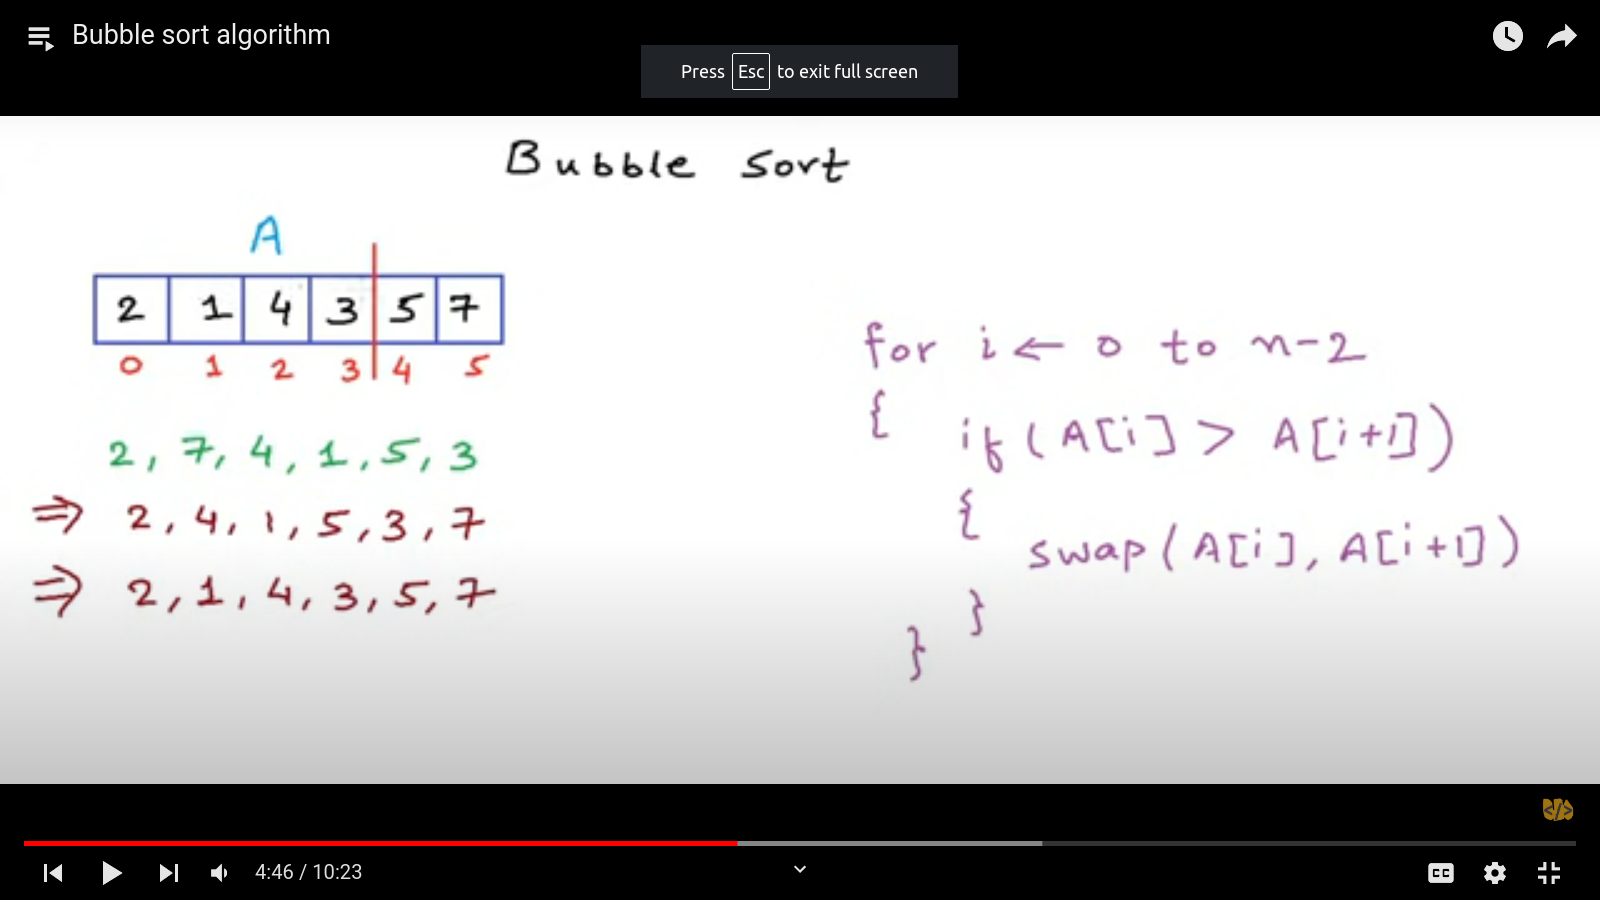 Bubble sort algorithm
Press Esc to exit full screen
Bubble Sort
A
2 1 4 3 5 7
0 1 2 3 4 5
2, 7, 4, 1, 5, 3
⇒ 2, 4, 1, 5, 3, 7
⇒ 2, 1, 4, 3, 5, 7
for i ← 0 to n-2
{ if (A[i] > A[i+1])
{
swap(A[i], A[i+1])
}
}
</>
4:46 / 10:23
CC